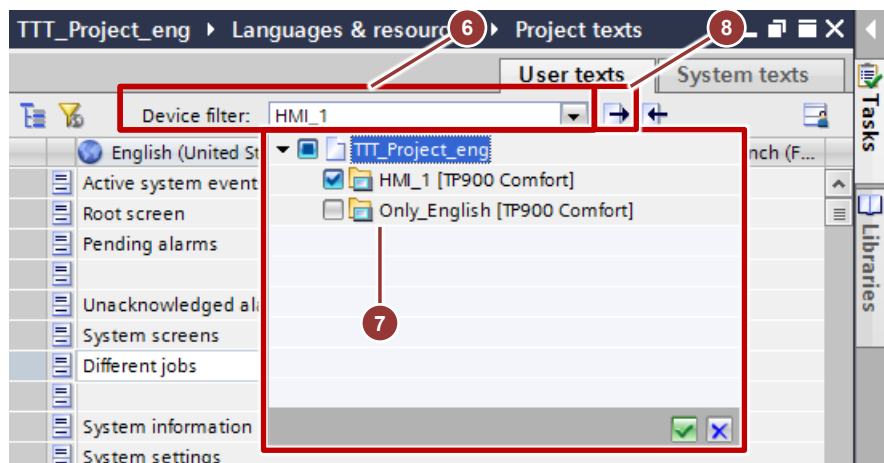 TTT_Project_eng ▸ Languages & resourc 6 ▸ Project texts 8
User texts System texts
Device filter: HMI_1
English (United St nch (F...
TTT_Project_eng
Active system event HMI_1 [TP900 Comfort]
Root screen Only_English [TP900 Comfort]
Pending alarms
Unacknowledged ala
7
System screens
Different jobs
System information
System settings
Tasks
Libraries